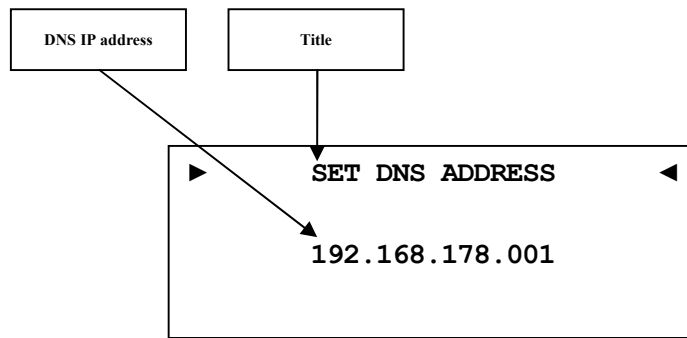 DNS IP address
Title
► SET DNS ADDRESS ◄
192.168.178.001